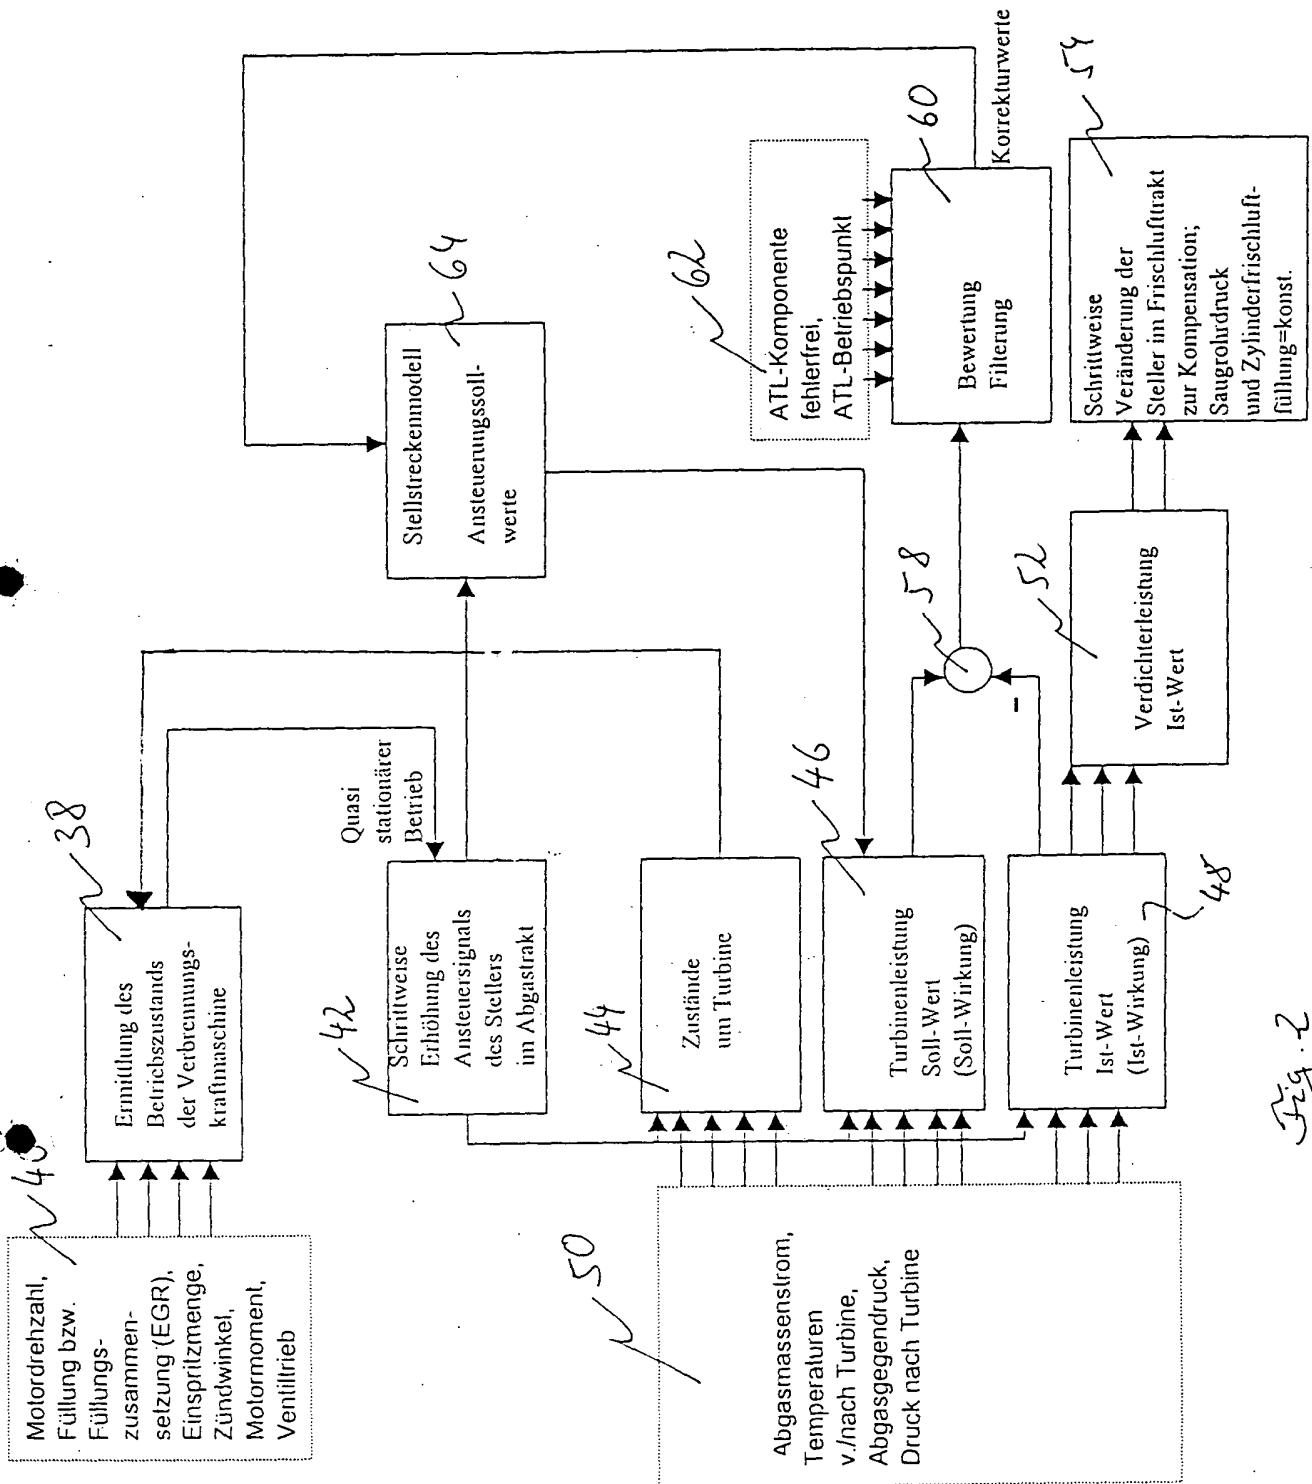 Motordrehzahl,
Füllung bzw.
Füllungs-
zusammen-
setzung (EGR),
Einspritzmenge,
Zündwinkel,
Motormoment,
Ventiltrieb
40
Ermittlung des
Betriebszustands
der Verbrennungs-
kraftmaschine
38
Quasi
stationärer
Betrieb
42
Schrittweise
Erhöhung des
Ansteuersignals
des Stellers
im Abgastrakt
Stellstreckenmodell
Ansteuerungssoll-
werte
64
44
Zustände
um Turbine
50
Abgasmassenstrom,
Temperaturen
v./nach Turbine,
Abgasgegendruck,
Druck nach Turbine
Turbinenleistung
Soll-Wert
(Soll-Wirkung)
46
Turbinenleistung
Ist-Wert
(Ist-Wirkung)
48
58
-
62
ATL-Komponente
fehlerfrei,
ATL-Betriebspunkt
Bewertung
Filterung
60
Korrekturwerte
52
Verdichterleistung
Ist-Wert
Schrittweise
Veränderung der
Steller im Frischlufttrakt
zur Kompensation;
Saugrohrdruck
und Zylinderfrischluft-
füllung=konst.
54
Fig. 2